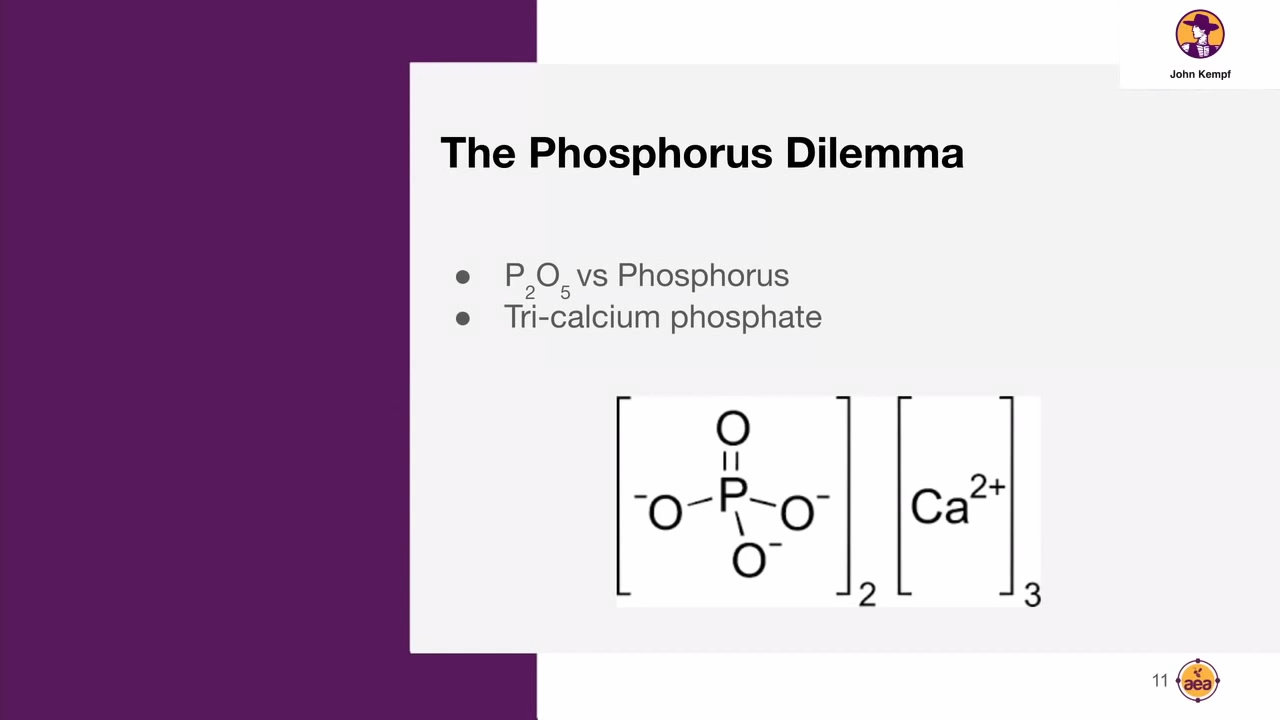 John Kempf
The Phosphorus Dilemma
● P₂O₅ vs Phosphorus
● Tri-calcium phosphate
O
⁻O P O⁻
O⁻
2
Ca²⁺
3
11
aea